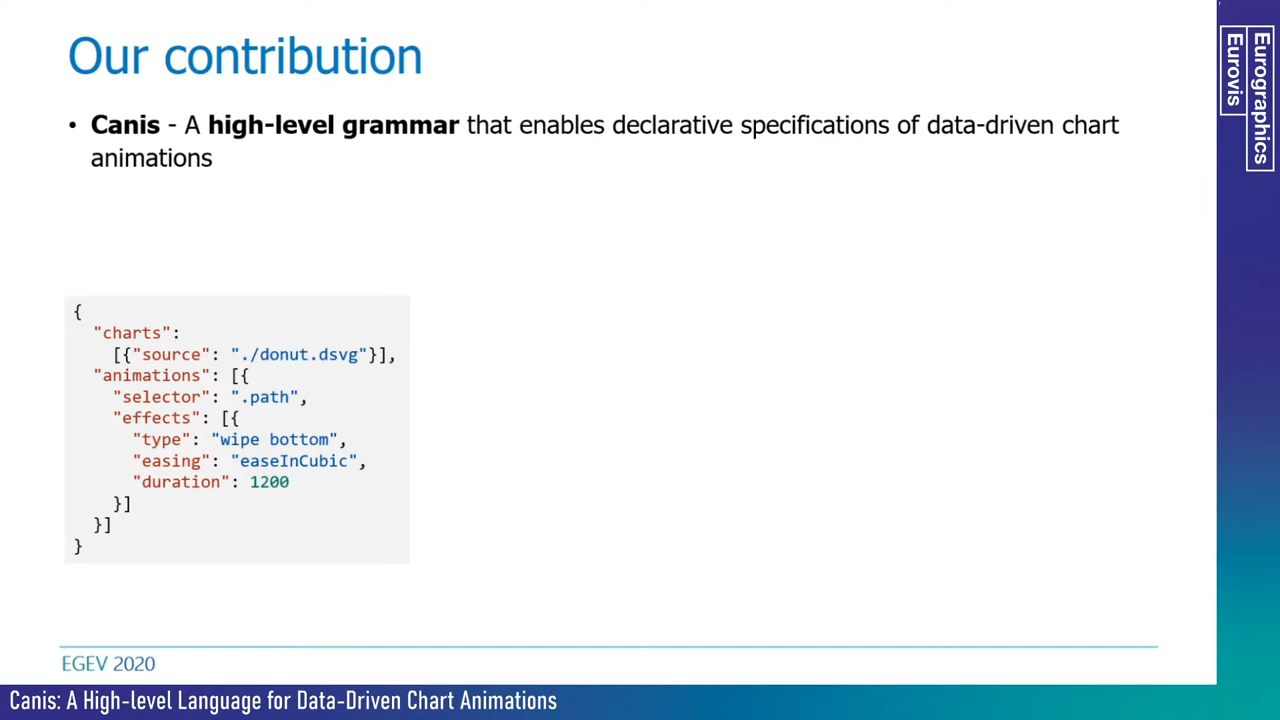 Our contribution
• Canis - A high-level grammar that enables declarative specifications of data-driven chart
animations
{
"charts":
[{"source": "./donut.dsvg"}],
"animations": [{
"selector": ".path",
"effects": [{
"type": "wipe bottom",
"easing": "easeInCubic",
"duration": 1200
}]
}]
}
EGEV 2020
Canis: A High-level Language for Data-Driven Chart Animations
Eurographics
Eurovis